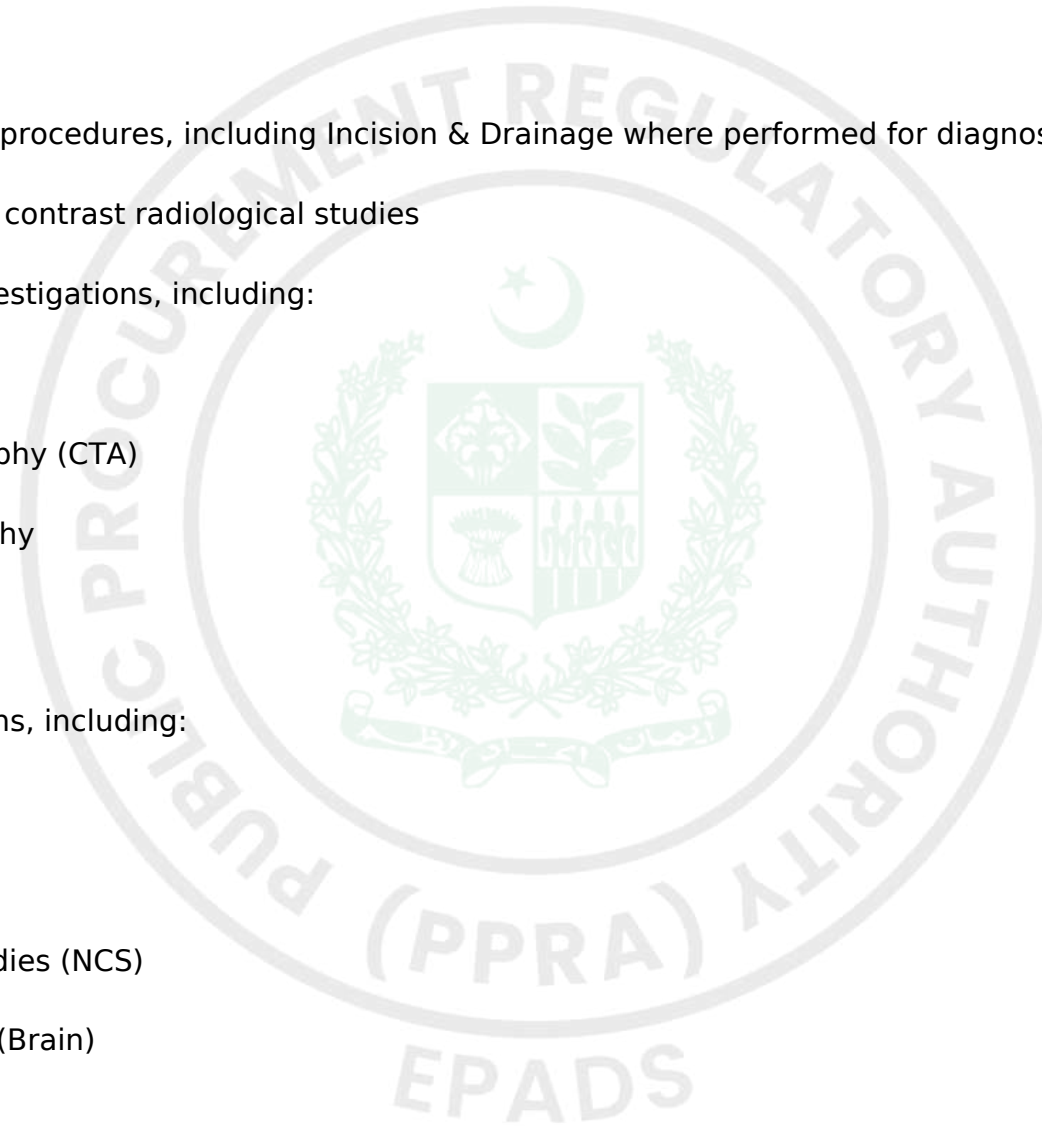 procedures, including Incision & Drainage where performed for diagnos
contrast radiological studies
estigations, including:
phy (CTA)
hy
ns, including:
dies (NCS)
(Brain)
PUBLIC PROCUREMENT REGULATORY AUTHORITY
(PPRA)
EPADS